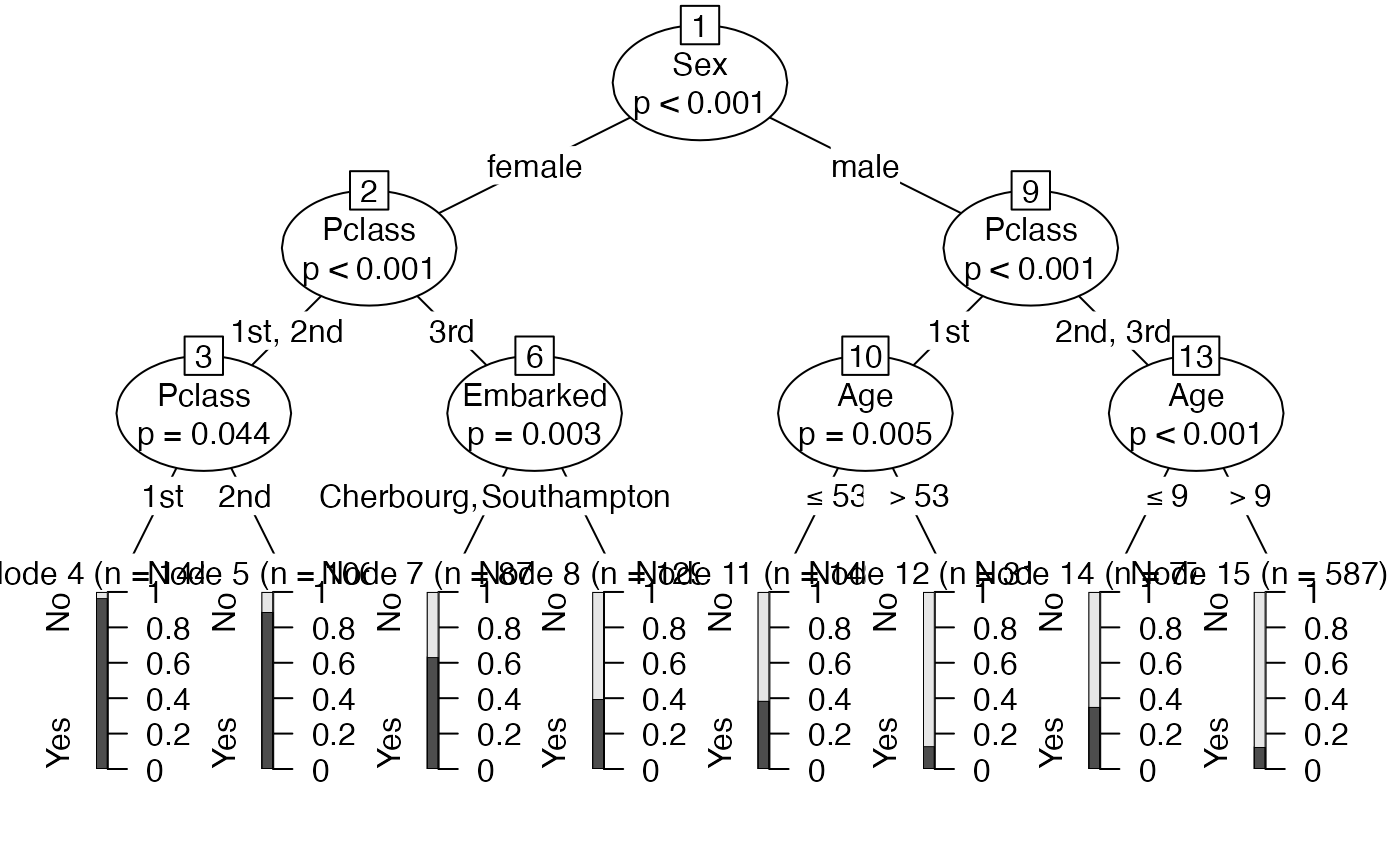 1
Sex
p < 0.001
female
male
2
Pclass
p < 0.001
9
Pclass
p < 0.001
1st, 2nd
3rd
1st
2nd, 3rd
3
Pclass
p = 0.044
6
Embarked
p = 0.003
10
Age
p = 0.005
13
Age
p < 0.001
1st
2nd
Cherbourg,
Southampton
≤ 53
> 53
≤ 9
> 9
Node 4 (n =
Node 5 (n =
Node 7 (n =
Node 8 (n =
Node 11 (n =
Node 12 (n
Node 14 (n
Node 15 (n = 587)
No
Yes
1
0.8
0.6
0.4
0.2
0
No
Yes
1
0.8
0.6
0.4
0.2
0
No
Yes
1
0.8
0.6
0.4
0.2
0
No
Yes
1
0.8
0.6
0.4
0.2
0
No
Yes
1
0.8
0.6
0.4
0.2
0
No
Yes
1
0.8
0.6
0.4
0.2
0
No
Yes
1
0.8
0.6
0.4
0.2
0
No
Yes
1
0.8
0.6
0.4
0.2
0